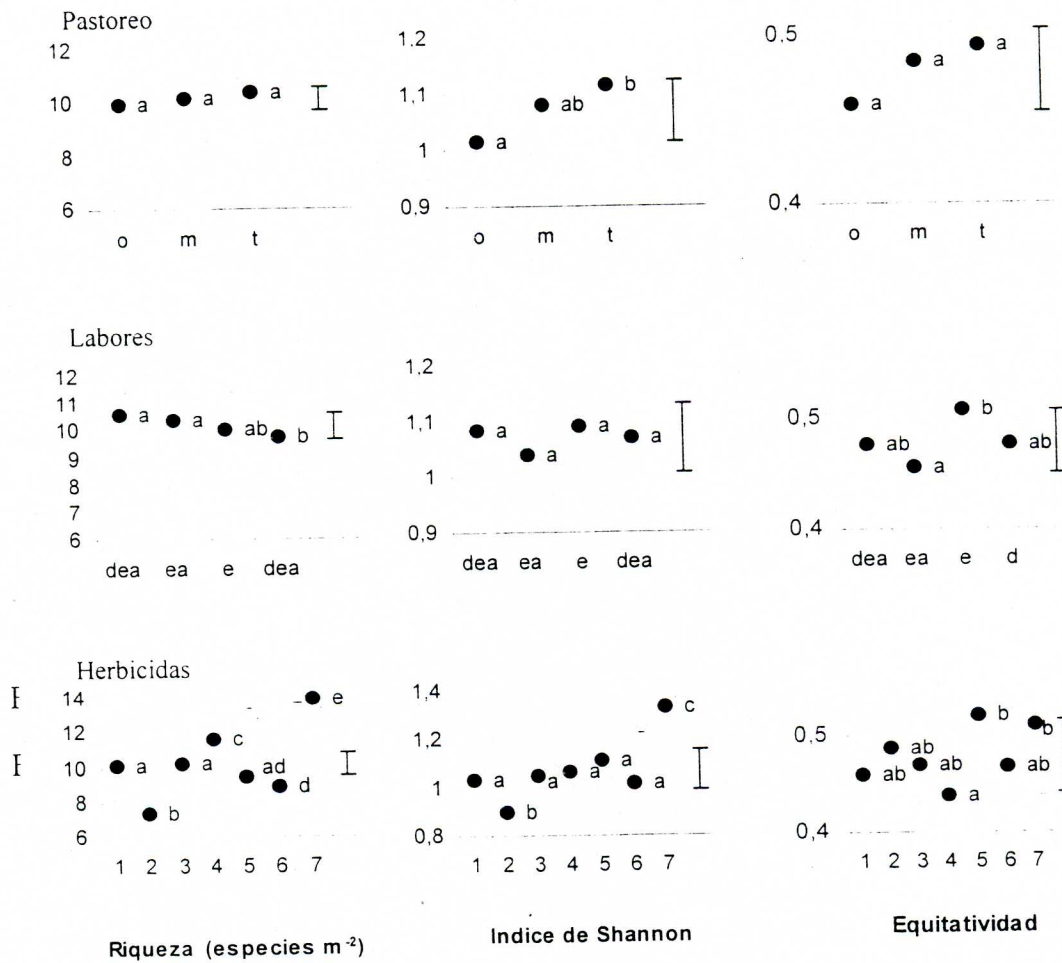 Pastoreo
12
10
8
6
a a a
o m t
1,2
1,1
1
0,9
a ab b
o m t
0,5
0,4
a a a
o m t
Labores
12
11
10
9
8
7
6
a a ab b
dea ea e dea
1,2
1,1
1
0,9
a a a a
dea ea e dea
0,5
0,4
ab a b ab
dea ea e d
Herbicidas
14
12
10
8
6
a b a c ad d e
1 2 3 4 5 6 7
1,4
1,2
1
0,8
a b a a a a c
1 2 3 4 5 6 7
0,5
0,4
ab ab ab a b ab b
1 2 3 4 5 6 7
Riqueza (especies m⁻²)
Indice de Shannon
Equitatividad